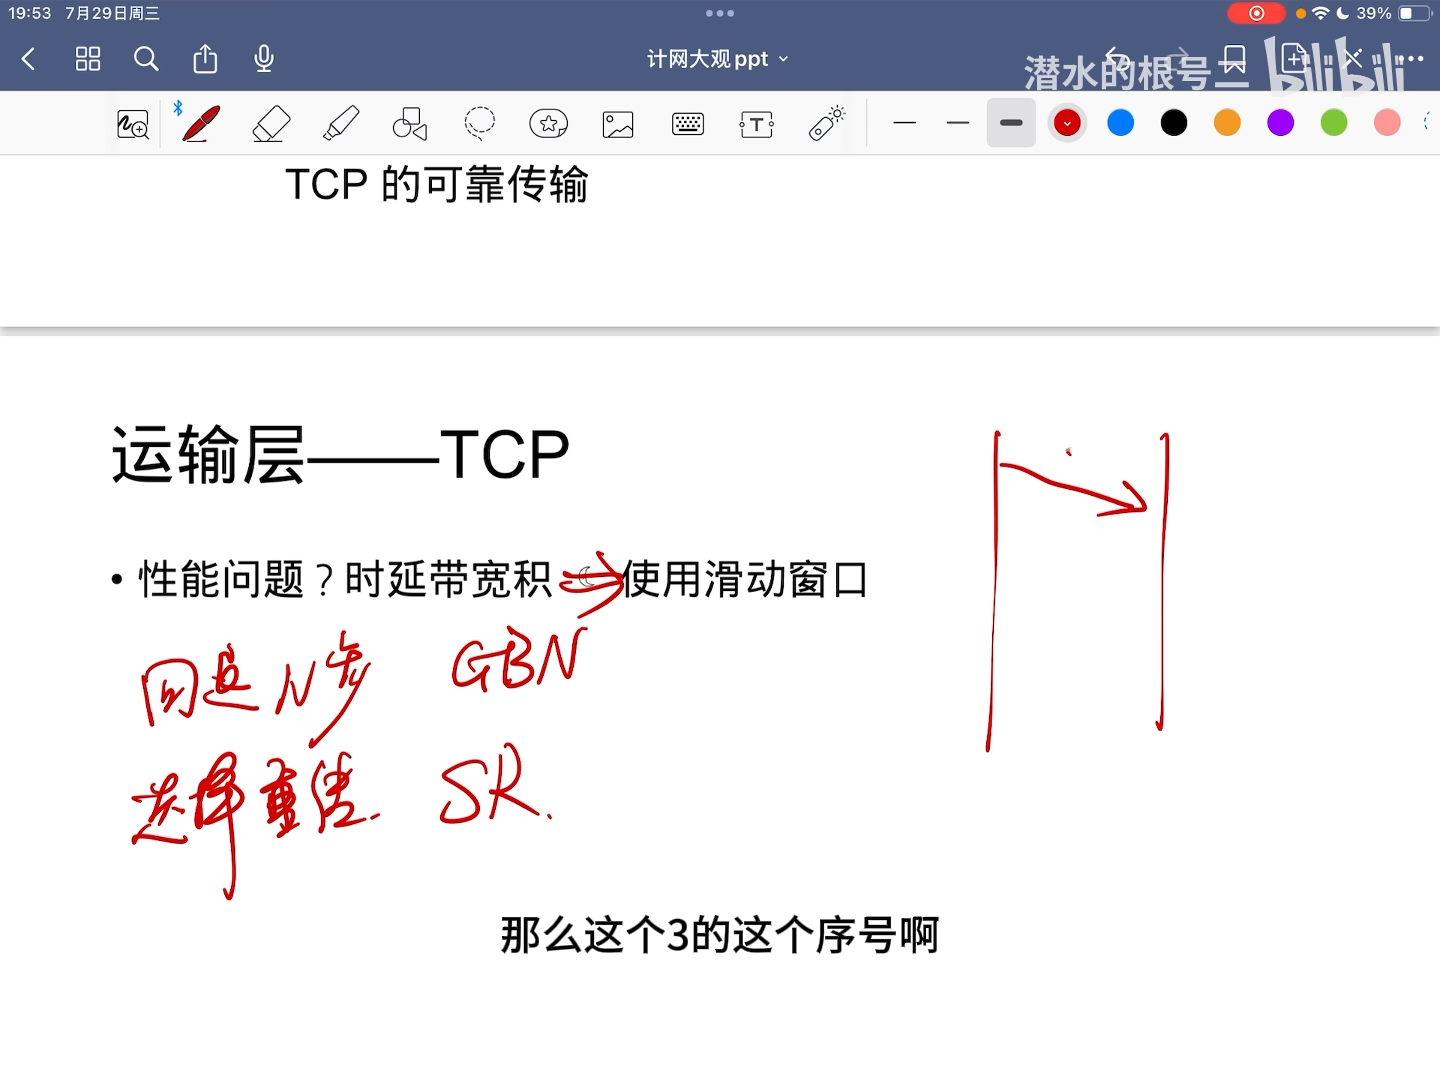 19:53 7月29日周三
39%
计网大观ppt
潜水的根号二 bilibili
T
TCP 的可靠传输
运输层——TCP
• 性能问题？时延带宽积 使用滑动窗口
回退N步 GBN
选择重传. SR.
那么这个3的这个序号啊